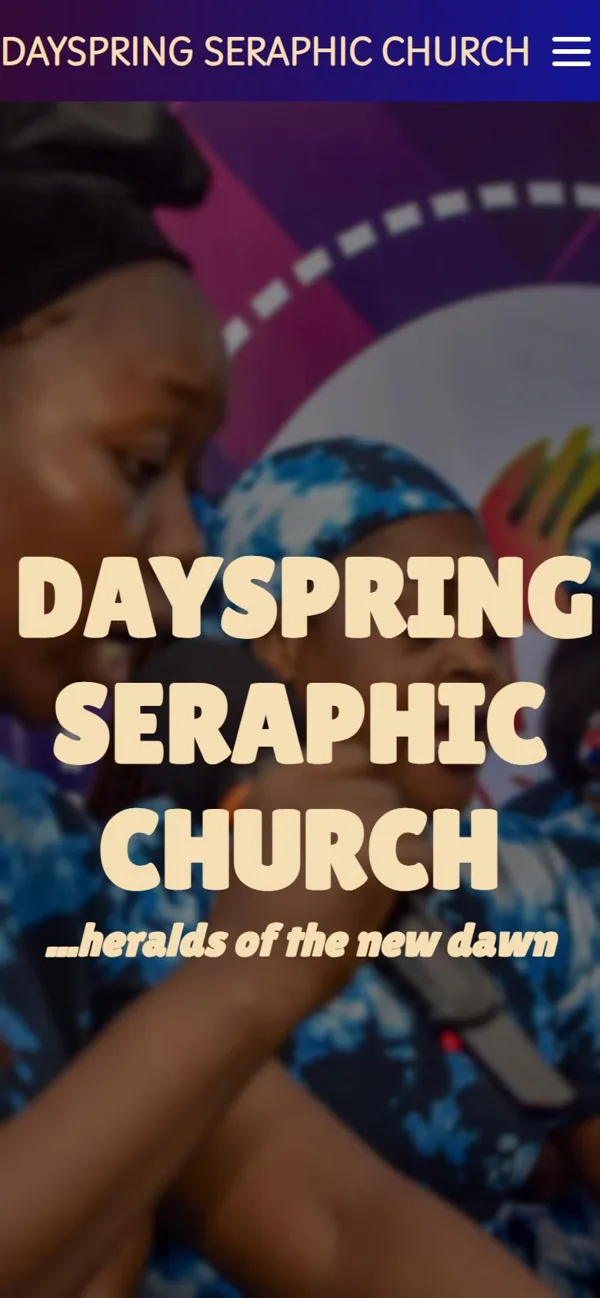 DAYSPRING SERAPHIC CHURCH
DAYSPRING
SERAPHIC
CHURCH
...heralds of the new dawn